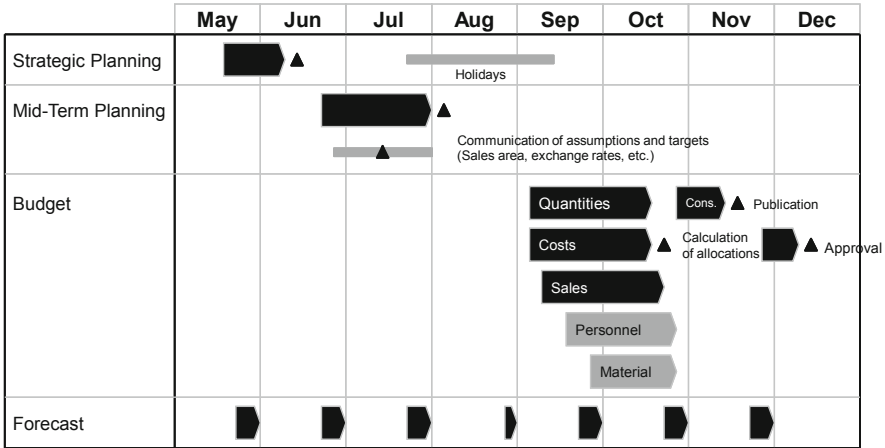 May Jun Jul Aug Sep Oct Nov Dec
Strategic Planning
Holidays
Mid-Term Planning
Communication of assumptions and targets
(Sales area, exchange rates, etc.)
Budget
Quantities
Cons.
Publication
Costs
Calculation
of allocations
Approval
Sales
Personnel
Material
Forecast